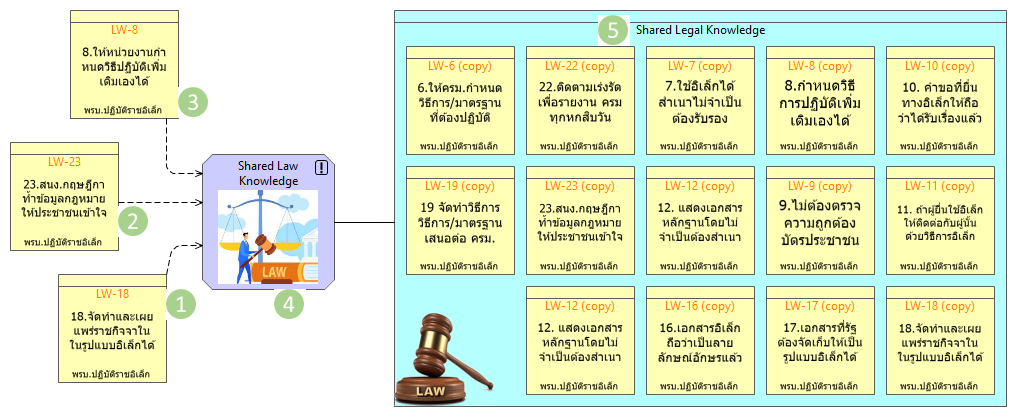 LW-8
8.ให้หน่วยงานกำ
หนดวิธีปฏิบัติเพิ่ม
เติมเองได้
พรบ.ปฏิบัติราชอิเล็ก
3
LW-23
23.สนง.กฤษฎีกา
ทำข้อมูลกฎหมาย
ให้ประชาชนเข้าใจ
พรบ.ปฏิบัติราชอิเล็ก
2
LW-18
18.จัดทำและเผย
แพร่ราชกิจจาใน
ในรูปแบบอิเล็กได้
พรบ.ปฏิบัติราชอิเล็ก
1
Shared Law
Knowledge
LAW
4
5
Shared Legal Knowledge
LW-6 (copy)
6.ให้ครม.กำหนด
วิธีการ/มาตรฐาน
ที่ต้องปฏิบัติ
พรบ.ปฏิบัติราชอิเล็ก
LW-22 (copy)
22.ติดตามเร่งรัด
เพื่อรายงาน ครม
ทุกหกสิบวัน
พรบ.ปฏิบัติราชอิเล็ก
LW-7 (copy)
7.ใช้อิเล็กได้
สำเนาไม่จำเป็น
ต้องรับรอง
พรบ.ปฏิบัติราชอิเล็ก
LW-8 (copy)
8.กำหนดวิธี
การปฏิบัติเพิ่ม
เติมเองได้
พรบ.ปฏิบัติราชอิเล็ก
LW-10 (copy)
10. คำขอที่ยื่น
ทางอิเล็กให้ถือ
ว่าได้รับเรื่องแล้ว
พรบ.ปฏิบัติราชอิเล็ก
LW-19 (copy)
19 จัดทำวิธีการ
วิธีการ/มาตรฐาน
เสนอต่อ ครม.
พรบ.ปฏิบัติราชอิเล็ก
LW-23 (copy)
23.สนง.กฤษฎีกา
ทำข้อมูลกฎหมาย
ให้ประชาชนเข้าใจ
พรบ.ปฏิบัติราชอิเล็ก
LW-12 (copy)
12. แสดงเอกสาร
หลักฐานโดยไม่
จำเป็นต้องสำเนา
พรบ.ปฏิบัติราชอิเล็ก
LW-9 (copy)
9.ไม่ต้องตรวจ
ความถูกต้อง
บัตรประชาชน
พรบ.ปฏิบัติราชอิเล็ก
LW-11 (copy)
11. ถ้าผู้ยื่นใช้อิเล็ก
ให้ติดต่อกับผู้นั้น
ด้วยวิธีการอิเล็ก
พรบ.ปฏิบัติราชอิเล็ก
LW-12 (copy)
12. แสดงเอกสาร
หลักฐานโดยไม่
จำเป็นต้องสำเนา
พรบ.ปฏิบัติราชอิเล็ก
LW-16 (copy)
16.เอกสารอิเล็ก
ถือว่าเป็นลาย
ลักษณ์อักษรแล้ว
พรบ.ปฏิบัติราชอิเล็ก
LW-17 (copy)
17.เอกสารที่รัฐ
ต้องจัดเก็บให้เป็น
รูปแบบอิเล็กได้
พรบ.ปฏิบัติราชอิเล็ก
LW-18 (copy)
18.จัดทำและเผย
แพร่ราชกิจจาใน
ในรูปแบบอิเล็กได้
พรบ.ปฏิบัติราชอิเล็ก
LAW